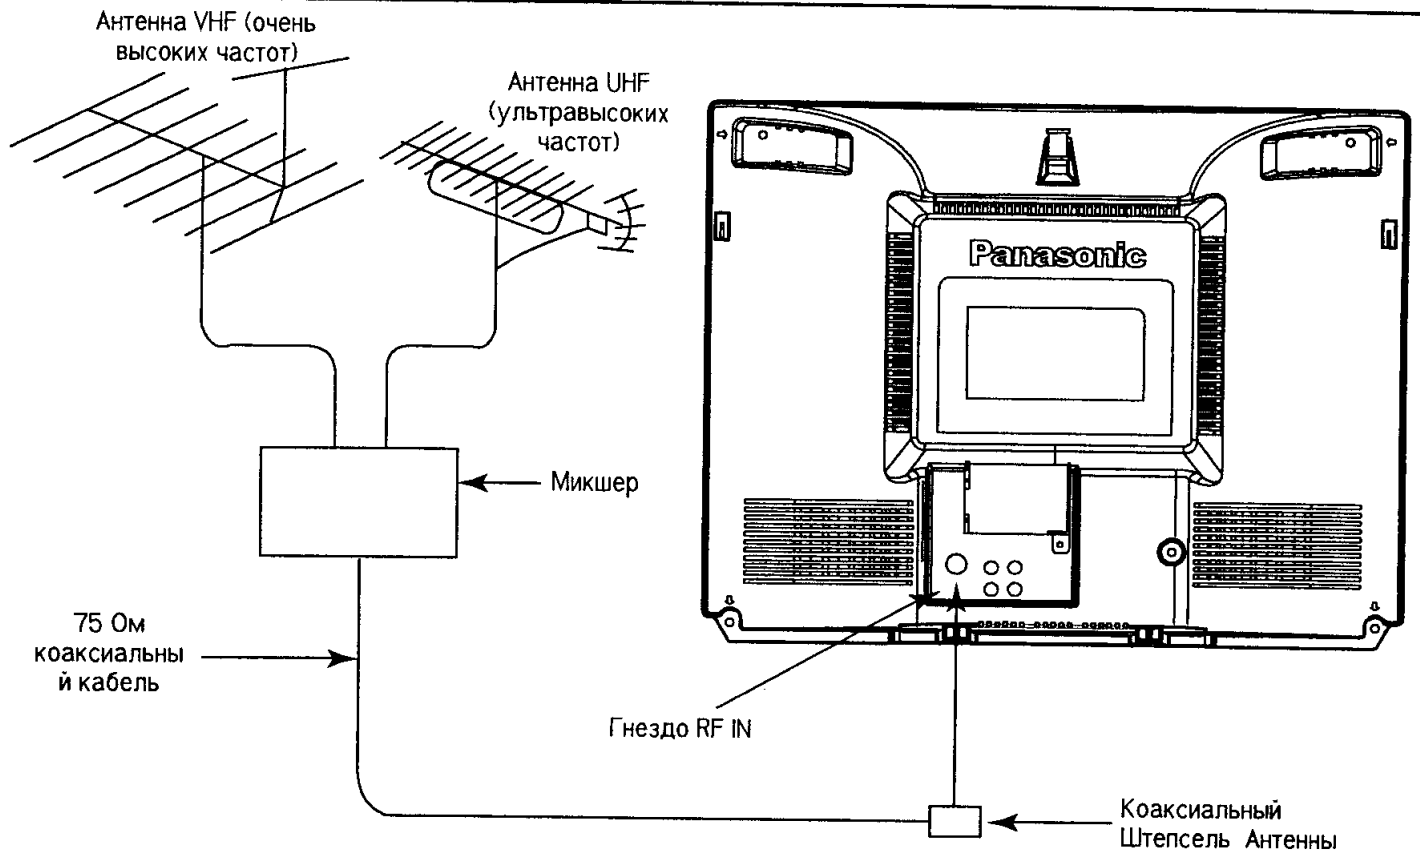 Антенна VHF (очень
высоких частот)
Антенна UHF
(ультравысоких
частот)
Panasonic
Микшер
75 Ом
коаксиальны
й кабель
Гнездо RF IN
Коаксиальный
Штепсель Антенны